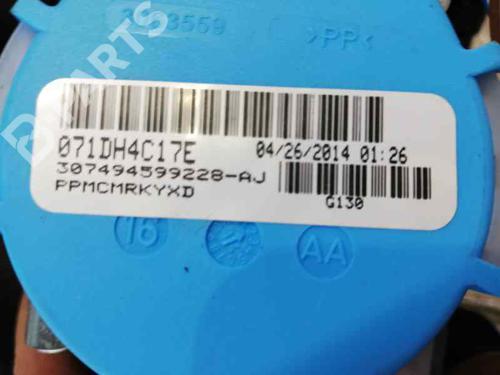 >PP<
071DH4C17E 04/26/2014 01:26
307494599228-AJ
PPMCMRKYXD
G130
16
AA